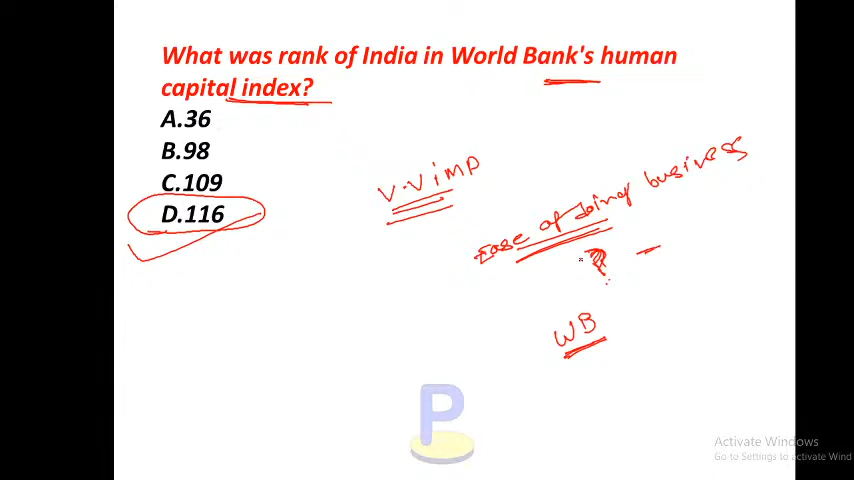 What was rank of India in World Bank's human
capital index?
A.36
B.98
C.109
D.116
V.V imp
Ease of doing business
?
WB
P
Activate Windows
Go to Settings to activate Wind